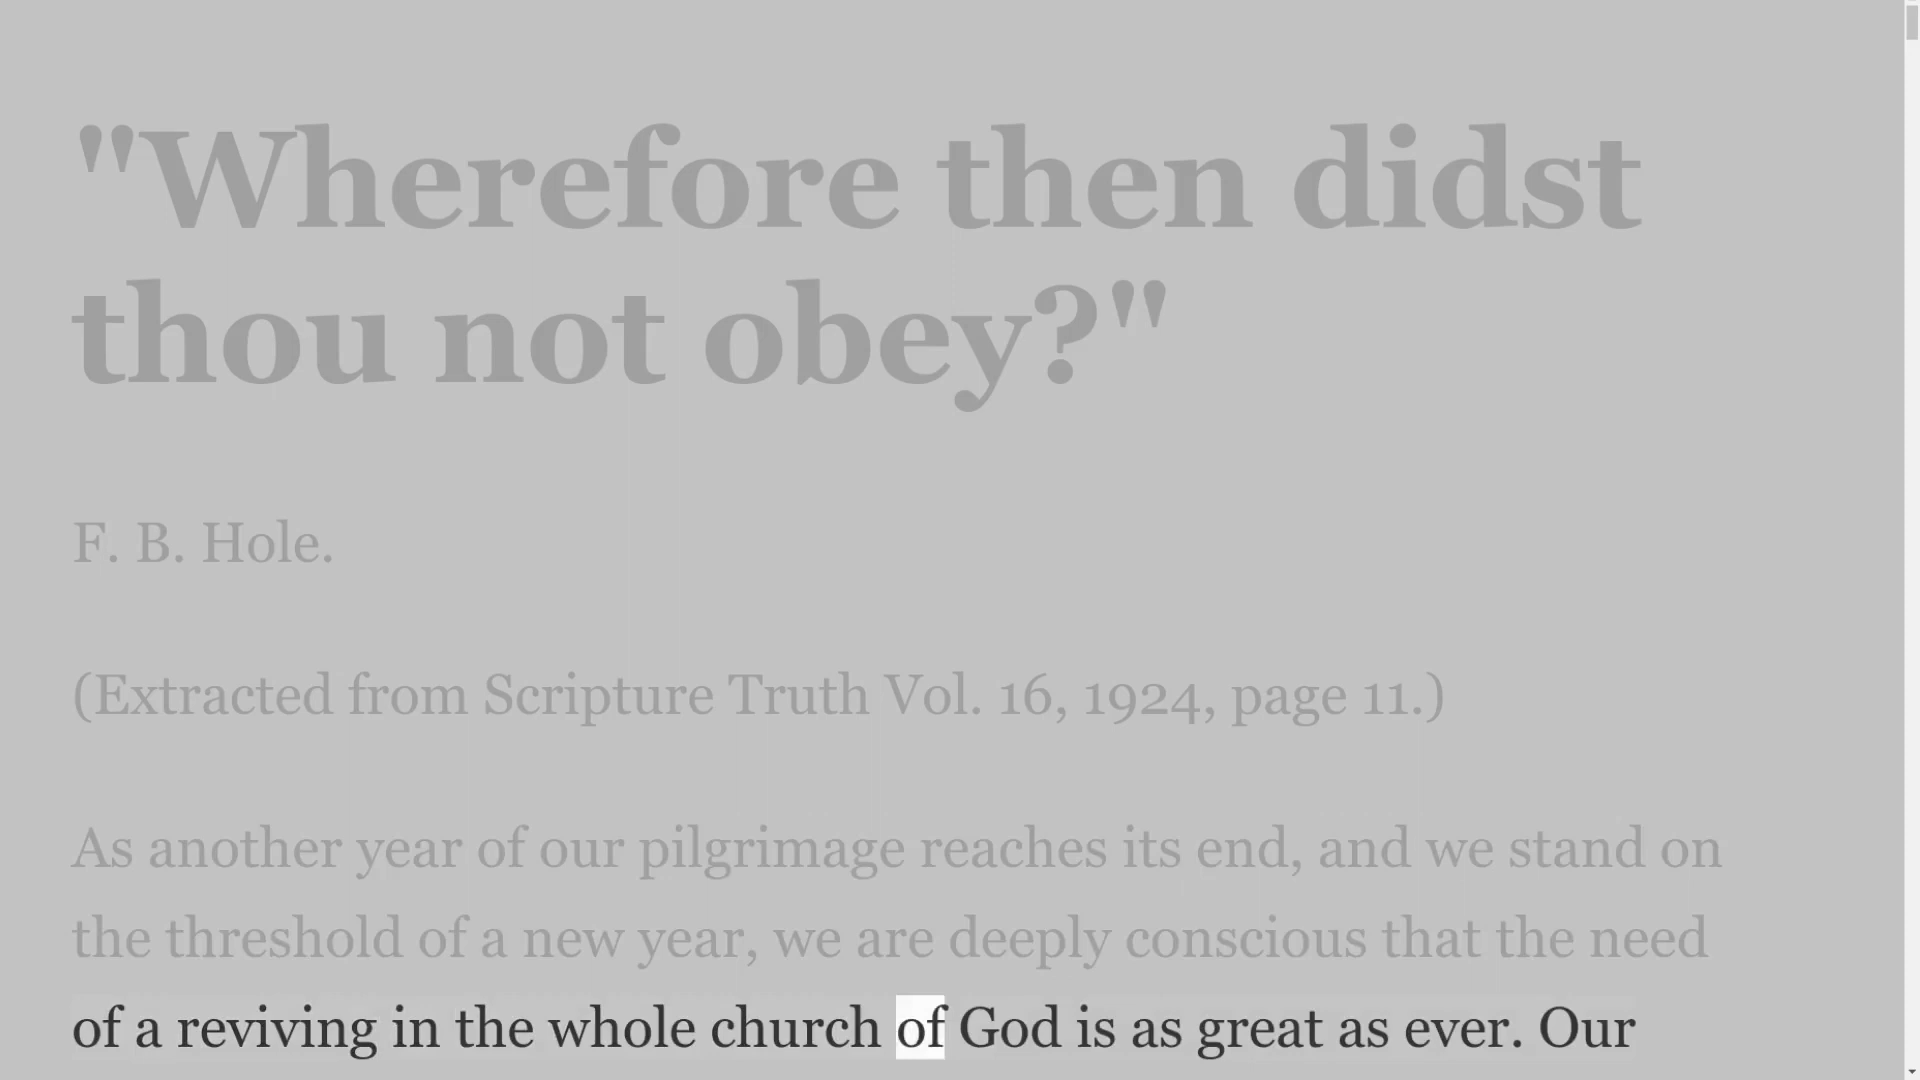 "Wherefore then didst
thou not obey?"
F. B. Hole.
(Extracted from Scripture Truth Vol. 16, 1924, page 11.)
As another year of our pilgrimage reaches its end, and we stand on
the threshold of a new year, we are deeply conscious that the need
of a reviving in the whole church of God is as great as ever. Our